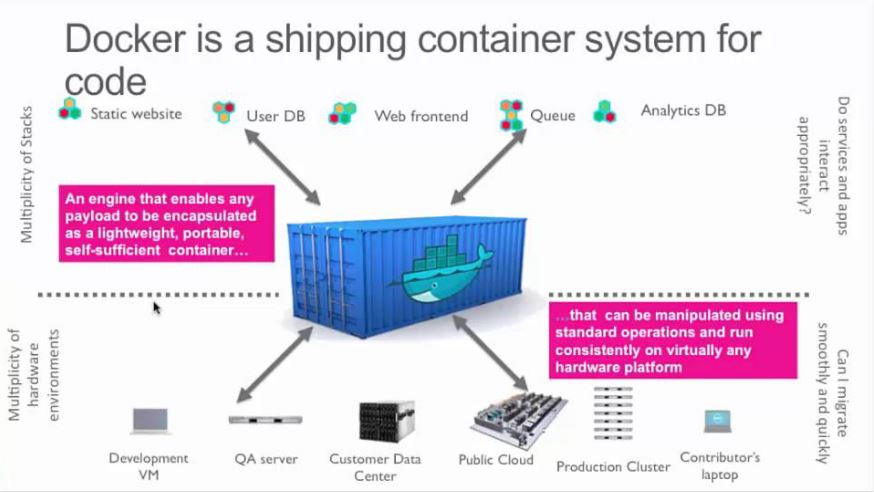 Docker is a shipping container system for
code
Static website
User DB
Web frontend
Queue
Analytics DB
Multiplicity of Stacks
Do services and apps
interact
appropriately?
An engine that enables any
payload to be encapsulated
as a lightweight, portable,
self-sufficient container...
...that can be manipulated using
standard operations and run
consistently on virtually any
hardware platform
Multiplicity of
hardware
environments
Can I migrate
smoothly and quickly
Development
VM
QA server
Customer Data
Center
Public Cloud
Production Cluster
Contributor's
laptop